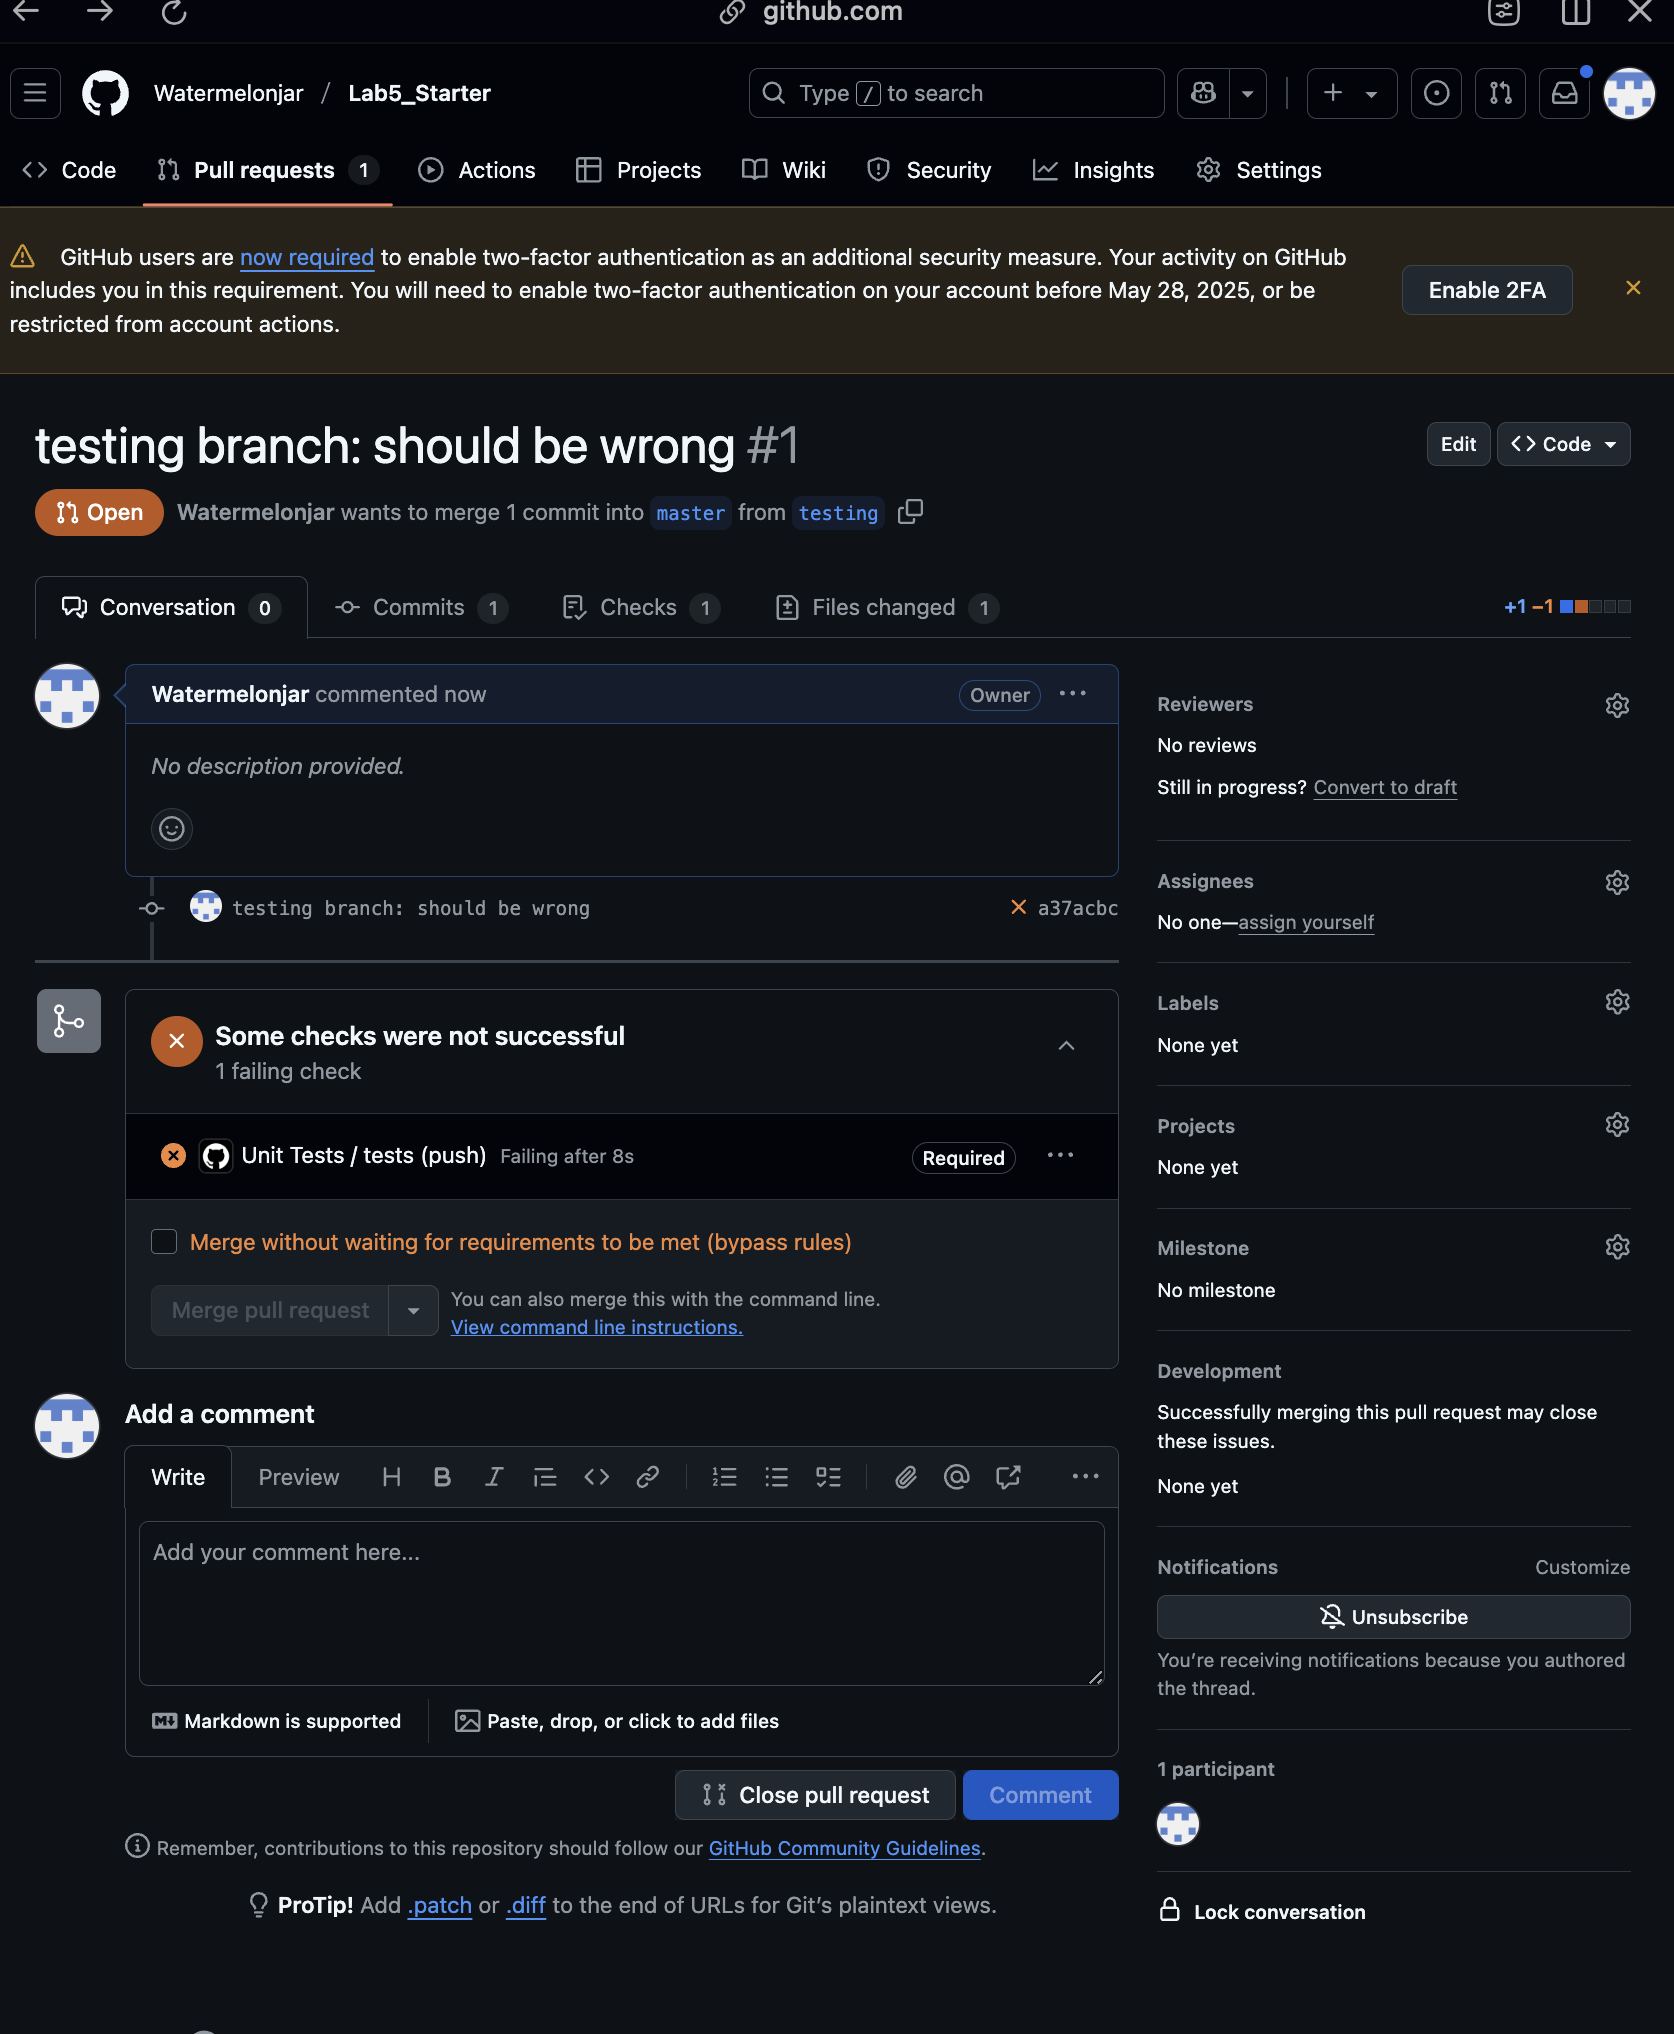 github.com
Watermelonjar / Lab5_Starter
Type / to search
Code
Pull requests 1
Actions
Projects
Wiki
Security
Insights
Settings
GitHub users are now required to enable two-factor authentication as an additional security measure. Your activity on GitHub
includes you in this requirement. You will need to enable two-factor authentication on your account before May 28, 2025, or be
restricted from account actions.
Enable 2FA
testing branch: should be wrong #1
Edit
Code
Open
Watermelonjar wants to merge 1 commit into master from testing
Conversation 0
Commits 1
Checks 1
Files changed 1
+1 −1
Watermelonjar commented now
Owner
No description provided.
testing branch: should be wrong
a37acbc
Some checks were not successful
1 failing check
Unit Tests / tests (push) Failing after 8s
Required
Merge without waiting for requirements to be met (bypass rules)
Merge pull request
You can also merge this with the command line.
View command line instructions.
Add a comment
Write
Preview
Add your comment here...
Markdown is supported
Paste, drop, or click to add files
Close pull request
Comment
Remember, contributions to this repository should follow our GitHub Community Guidelines.
ProTip! Add .patch or .diff to the end of URLs for Git’s plaintext views.
Reviewers
No reviews
Still in progress? Convert to draft
Assignees
No one—assign yourself
Labels
None yet
Projects
None yet
Milestone
No milestone
Development
Successfully merging this pull request may close
these issues.
None yet
Notifications
Customize
Unsubscribe
You’re receiving notifications because you authored
the thread.
1 participant
Lock conversation